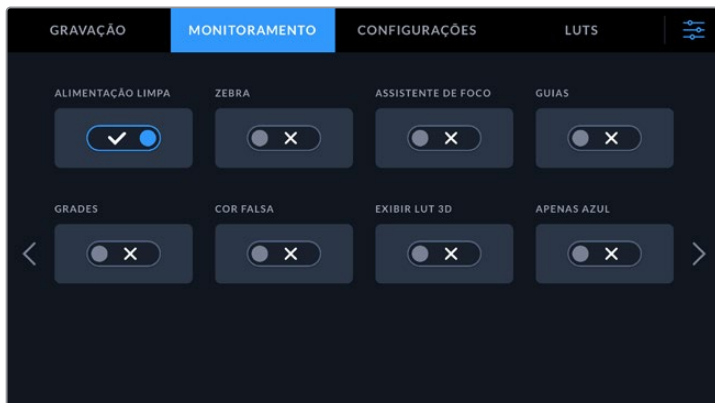 GRAVAÇÃO MONITORAMENTO CONFIGURAÇÕES LUTS
ALIMENTAÇÃO LIMPA ZEBRA ASSISTENTE DE FOCO GUIAS
GRADES COR FALSA EXIBIR LUT 3D APENAS AZUL